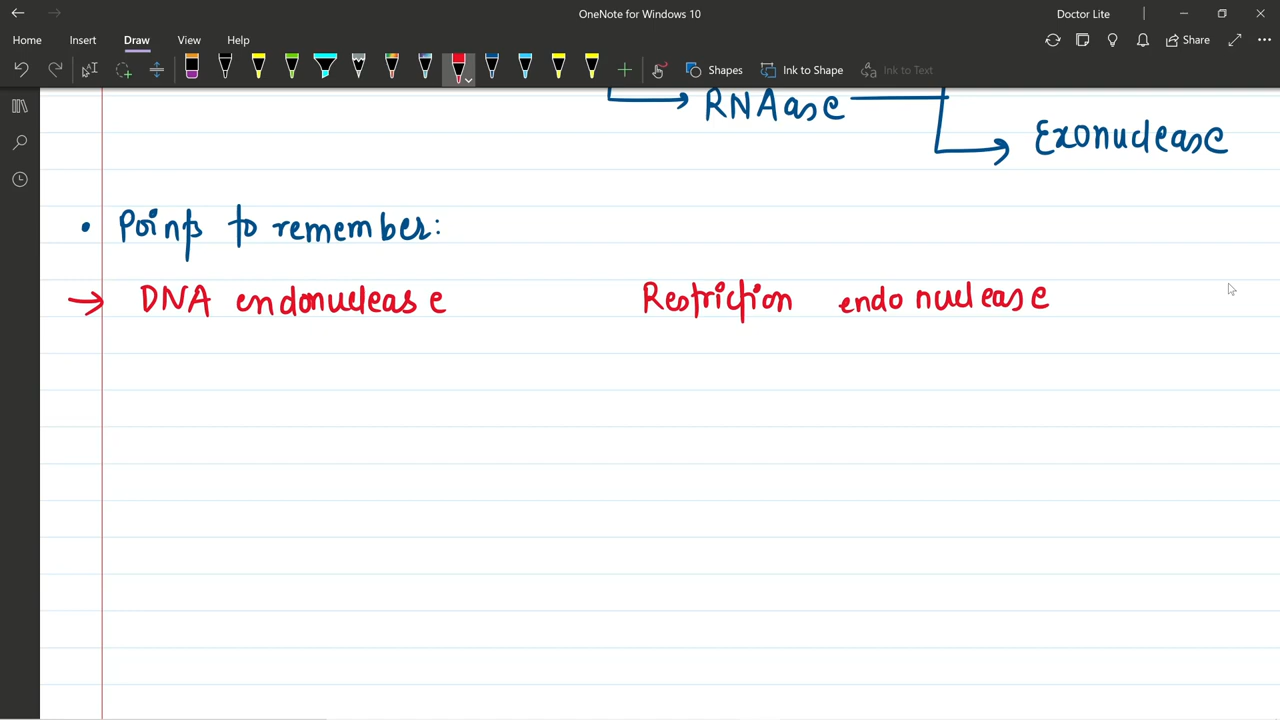 OneNote for Windows 10
Doctor Lite
Home Insert Draw View Help
Share
Shapes Ink to Shape Ink to Text
RNAase
Exonuclease
• Points to remember:
→ DNA endonuclease Restriction endonuclease